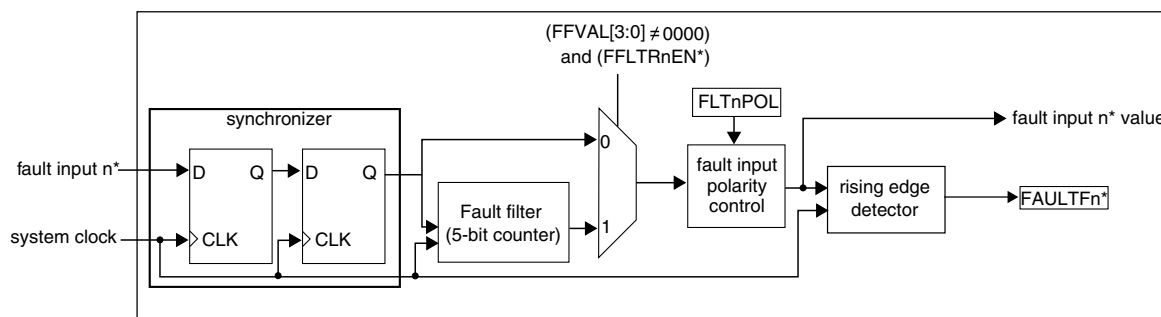 (FFVAL[3:0] ≠ 0000)
and (FFLTRnEN*)
FLTnPOL
synchronizer
fault input n* value
0
fault input n*
D
Q
D
Q
fault input
polarity
control
rising edge
detector
FAULTFn*
Fault filter
(5-bit counter)
1
system clock
CLK
CLK